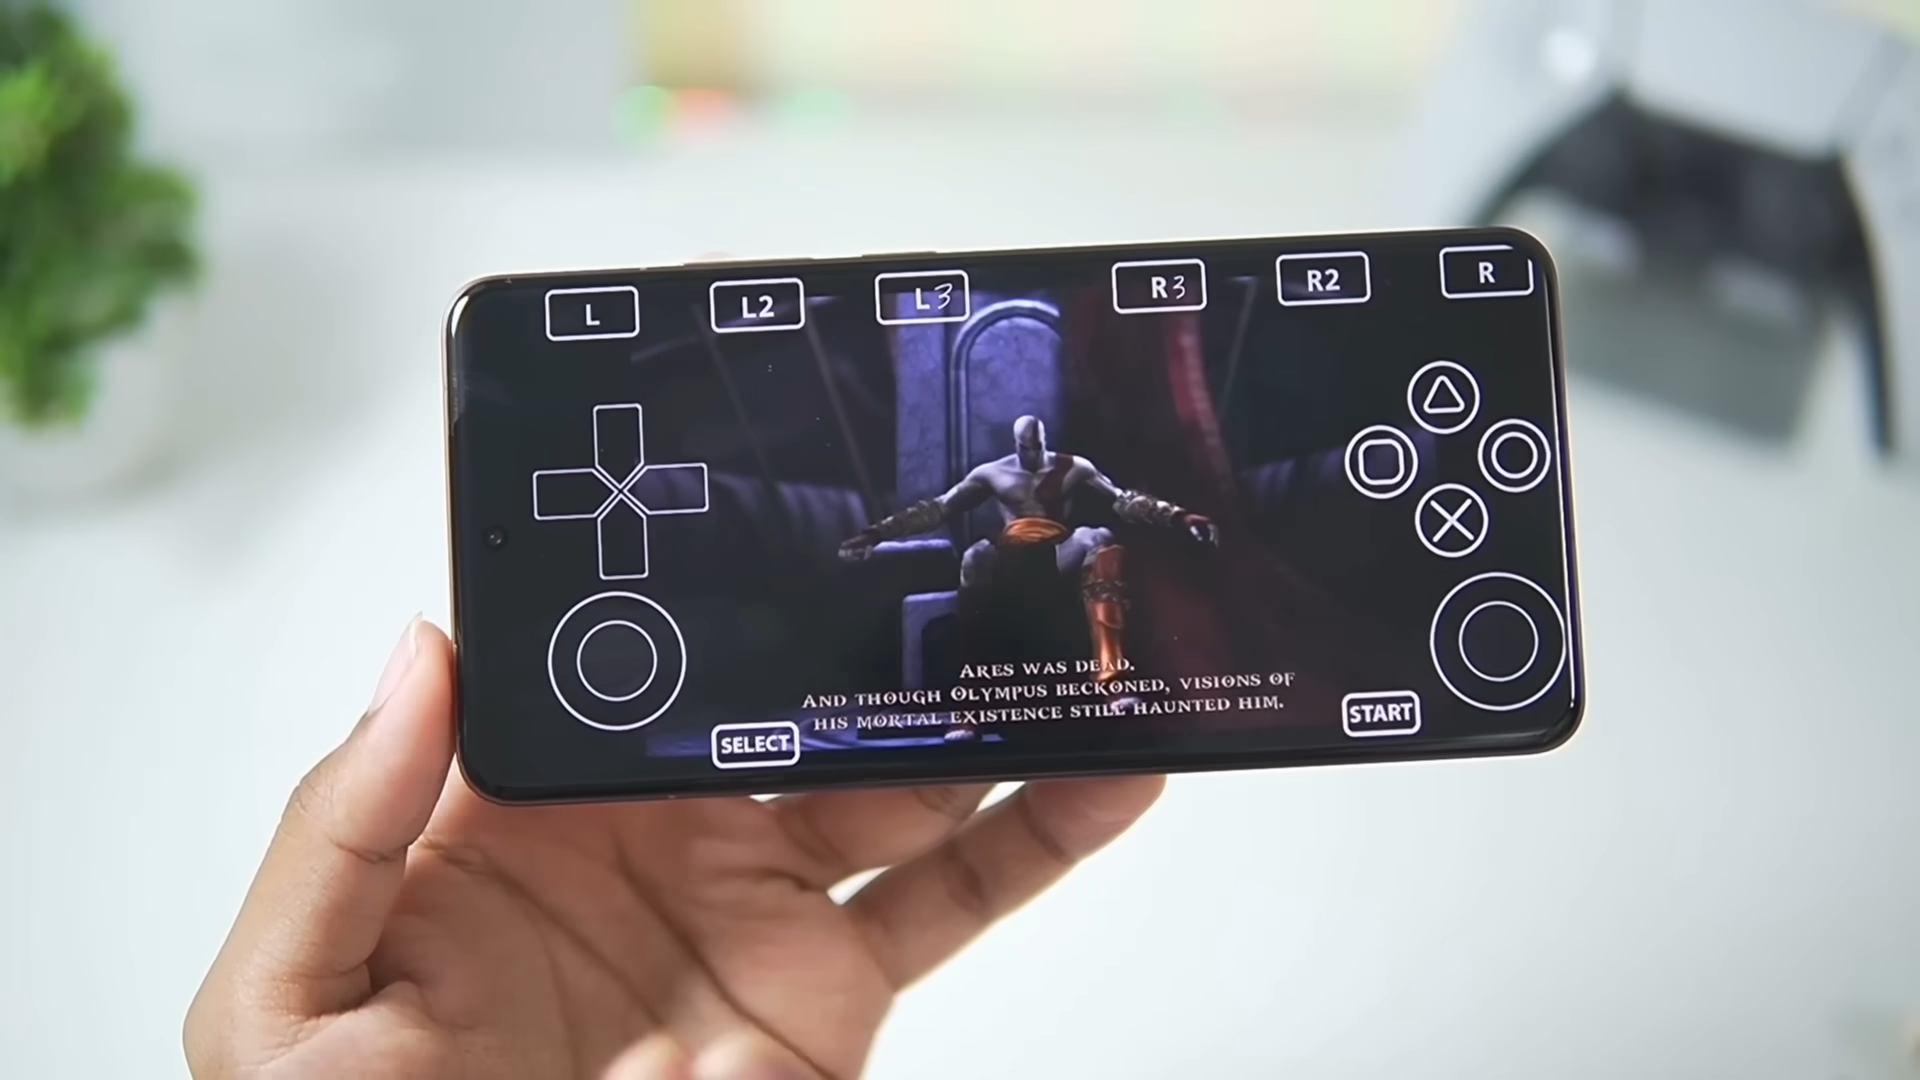 L
L2
L3
R3
R2
R
ARES WAS DEAD.
AND THOUGH OLYMPUS BECKONED, VISIONS OF
HIS MORTAL EXISTENCE STILL HAUNTED HIM.
SELECT
START